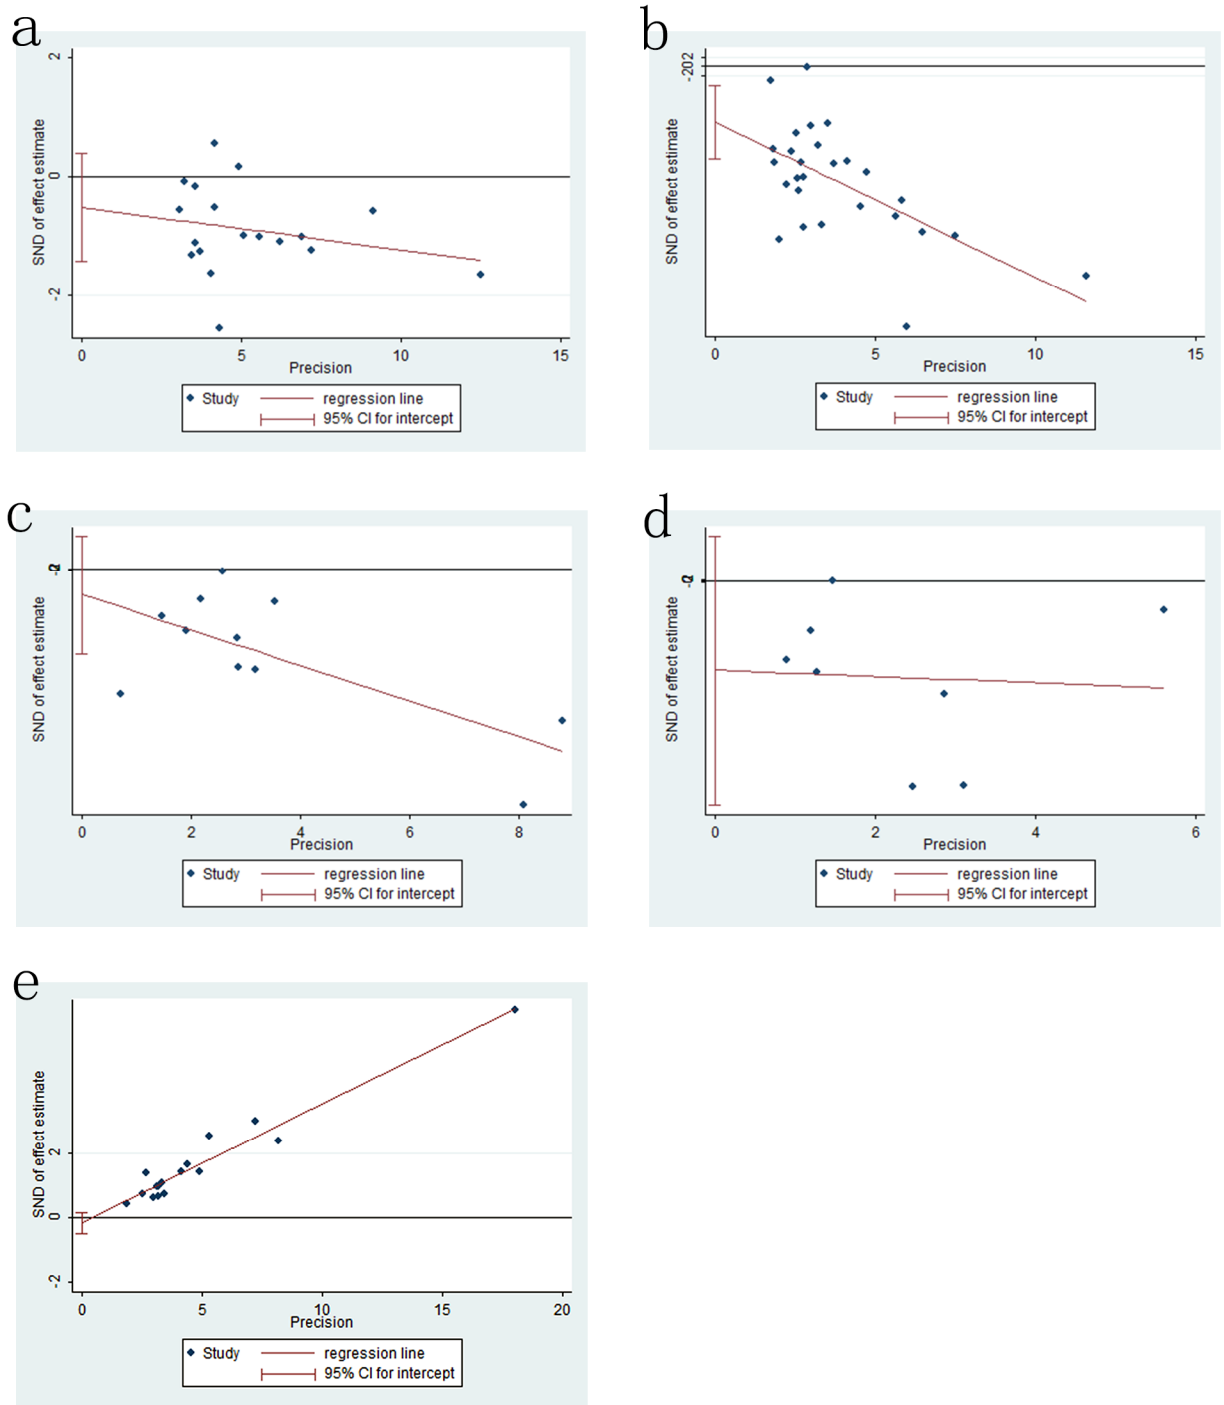 a
2
0
-2
SND of effect estimate
0 5 10 15
Precision
Study regression line
95% CI for intercept
b
-202
SND of effect estimate
0 5 10 15
Precision
Study regression line
95% CI for intercept
c
SND of effect estimate
0 2 4 6 8
Precision
Study regression line
95% CI for intercept
d
SND of effect estimate
0 2 4 6
Precision
Study regression line
95% CI for intercept
e
2
0
-2
SND of effect estimate
0 5 10 15 20
Precision
Study regression line
95% CI for intercept